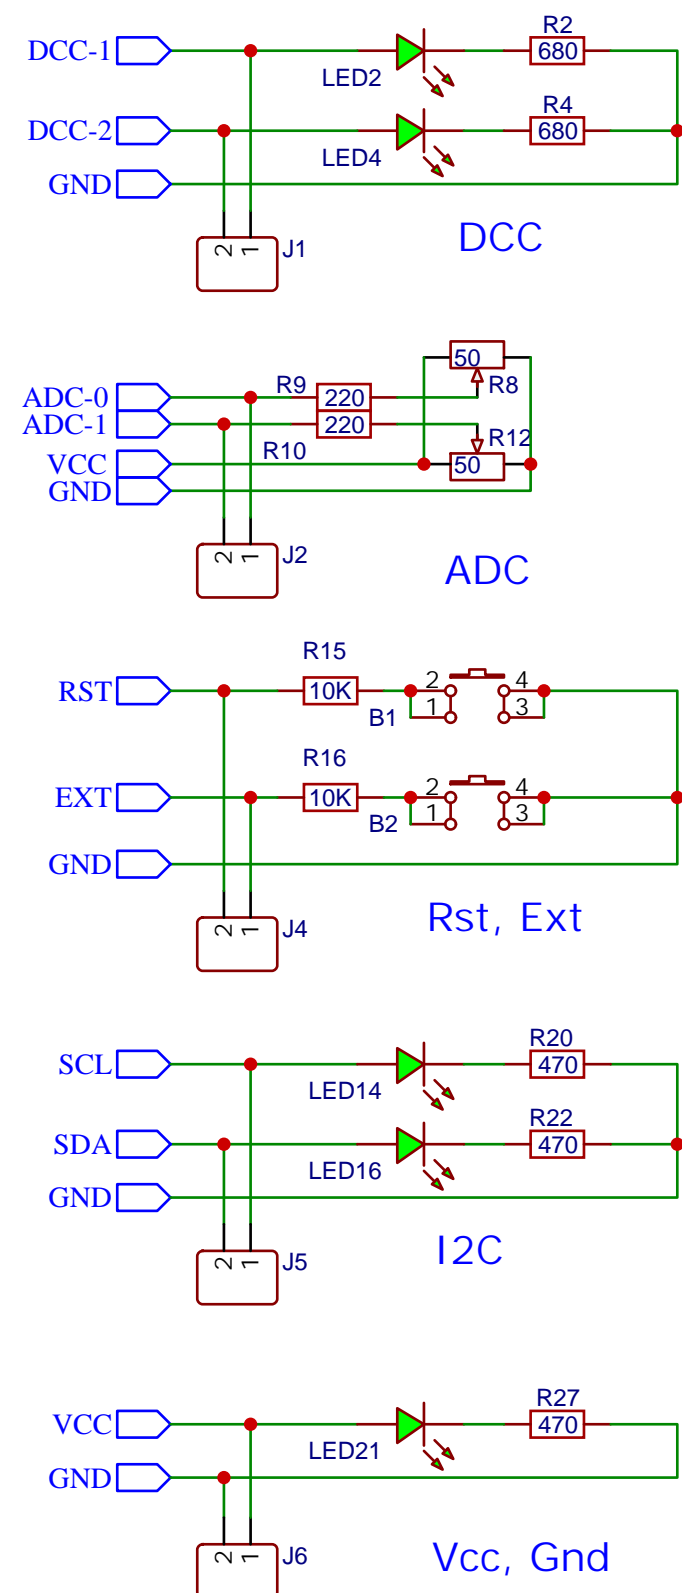 R2
DCC-1
680
LED2
R4
DCC-2
680
LED4
GND
DCC
2 1
J1
50
R9
R8
ADC-0
220
ADC-1
220
R12
R10
VCC
50
GND
2 1
J2
ADC
R15
RST
10K
2 4
B1
1 3
R16
EXT
10K
2 4
B2
1 3
GND
Rst, Ext
2 1
J4
R20
SCL
470
LED14
R22
SDA
470
LED16
GND
I2C
2 1
J5
R27
VCC
470
LED21
GND
Vcc, Gnd
2 1
J6